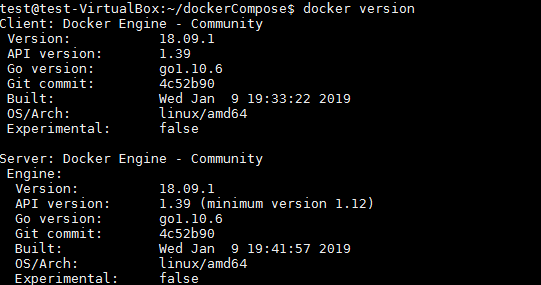 test@test-VirtualBox:~/dockerCompose$ docker version
Client: Docker Engine - Community
 Version:           18.09.1
 API version:       1.39
 Go version:        go1.10.6
 Git commit:        4c52b90
 Built:             Wed Jan  9 19:33:22 2019
 OS/Arch:           linux/amd64
 Experimental:      false

Server: Docker Engine - Community
 Engine:
  Version:          18.09.1
  API version:      1.39 (minimum version 1.12)
  Go version:       go1.10.6
  Git commit:       4c52b90
  Built:            Wed Jan  9 19:41:57 2019
  OS/Arch:          linux/amd64
  Experimental:     false